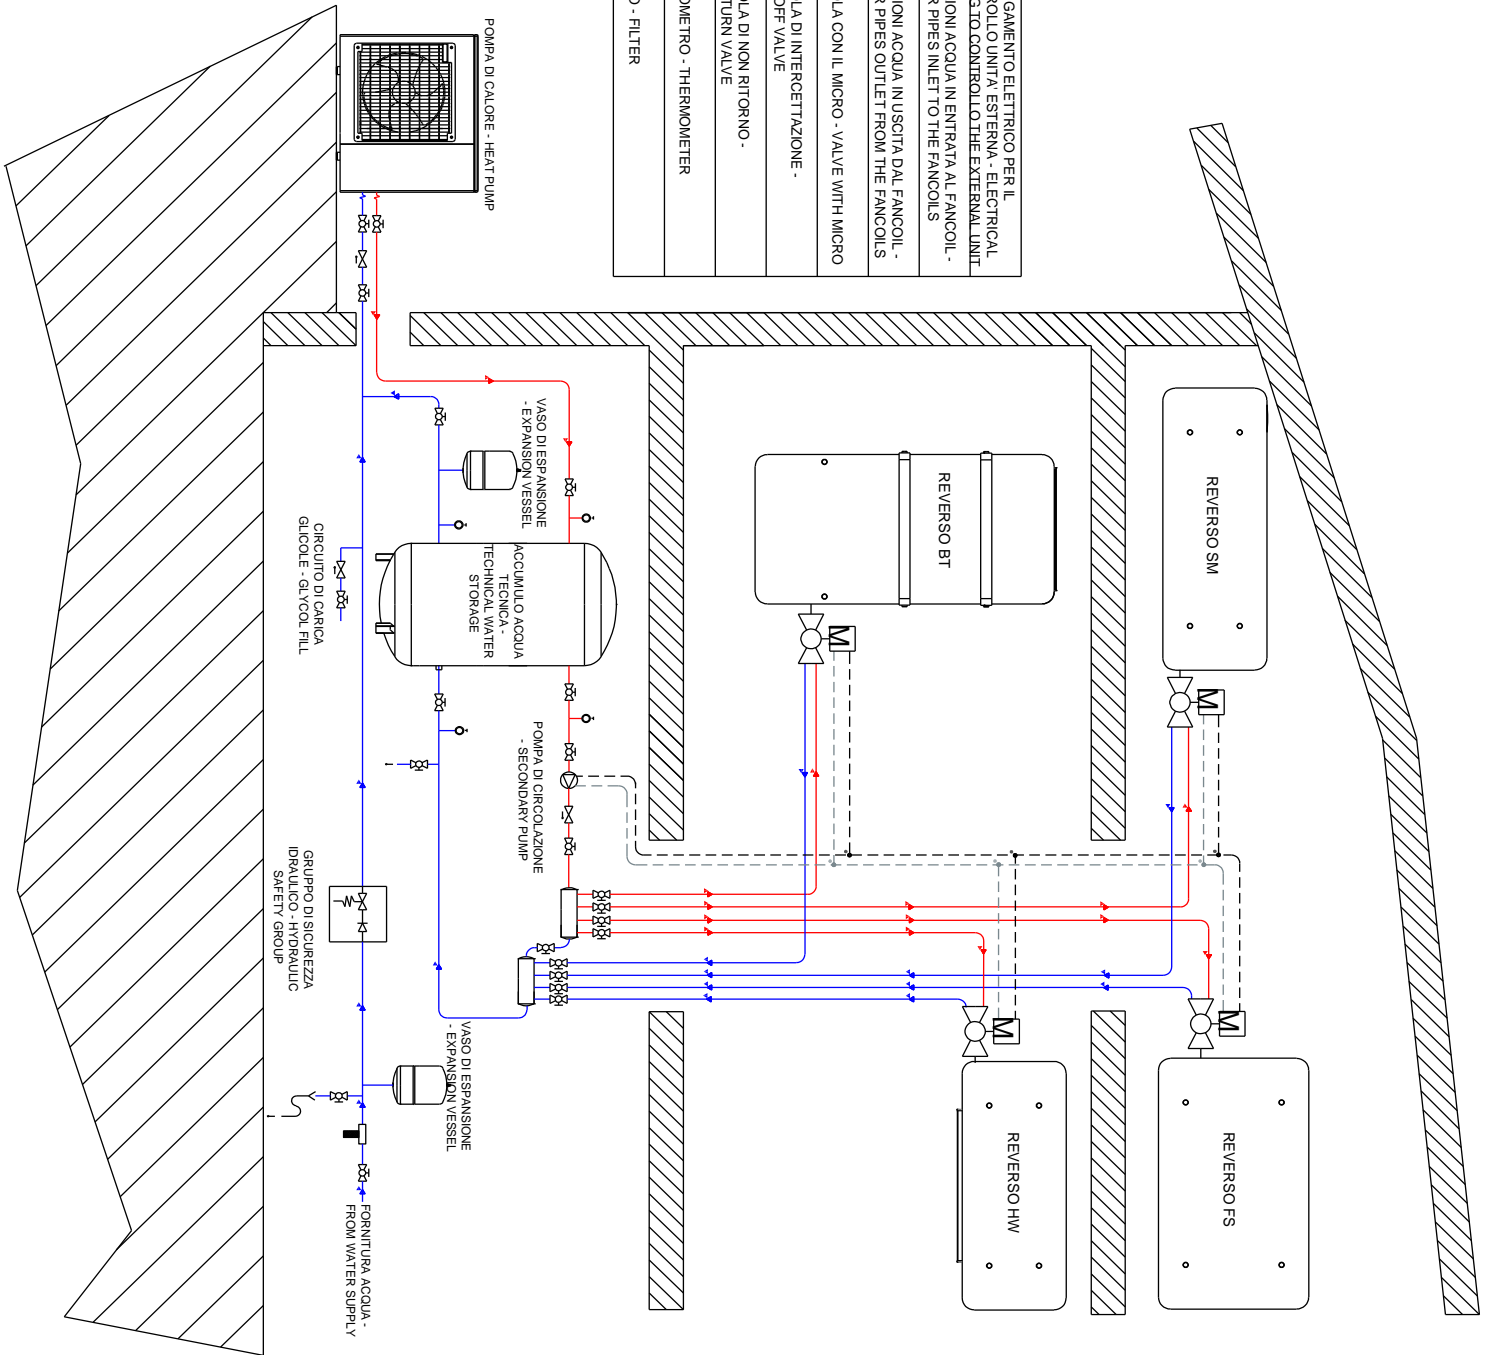 GAMENTO ELETTRICO PER IL
ROLLO UNITA' ESTERNA - ELECTRICAL
G TO CONTROLLO THE EXTERNAL UNIT
IONI ACQUA IN ENTRATA AL FANCOIL -
R PIPES INLET TO THE FANCOILS
IONI ACQUA IN USCITA DAL FANCOIL -
R PIPES OUTLET FROM THE FANCOILS
OLA CON IL MICRO - VALVE WITH MICRO
OLA DI INTERCETTAZIONE -
OFF VALVE
OLA DI NON RITORNO -
TURN VALVE
OMETRO - THERMOMETER
O - FILTER
POMPA DI CALORE - HEAT PUMP
REVERSO SM
REVERSO BT
VASO DI ESPANSIONE
- EXPANSION VESSEL
ACCUMULO ACQUA
TECNICA -
TECHNICAL WATER
STORAGE
CIRCUITO DI CARICA
GLICOLE - GLYCOL FILL
M
M
POMPA DI CIRCOLAZIONE
- SECONDARY PUMP
GRUPPO DI SICUREZZA
IDRAULICO - HYDRAULIC
SAFETY GROUP
M
M
REVERSO FS
REVERSO HW
VASO DI ESPANSIONE
- EXPANSION VESSEL
FORNITURA ACQUA -
FROM WATER SUPPLY